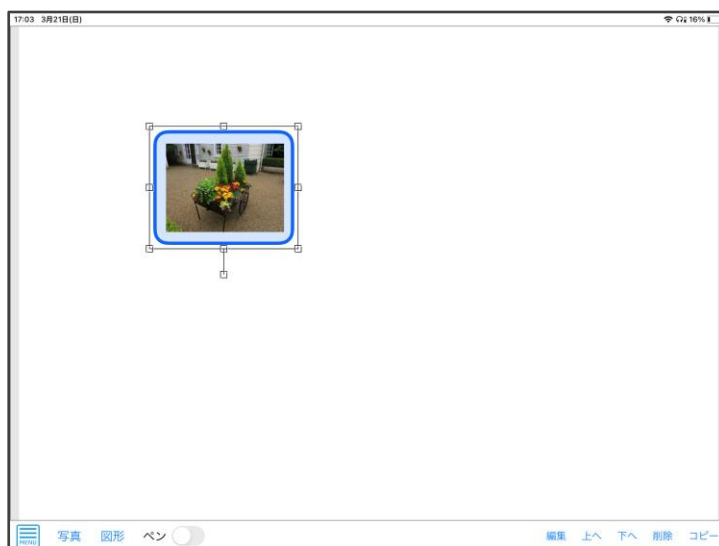 17:03 3月21日(日) 16%
MENU 写真 図形 ペン 編集 上へ 下へ 削除 コピー